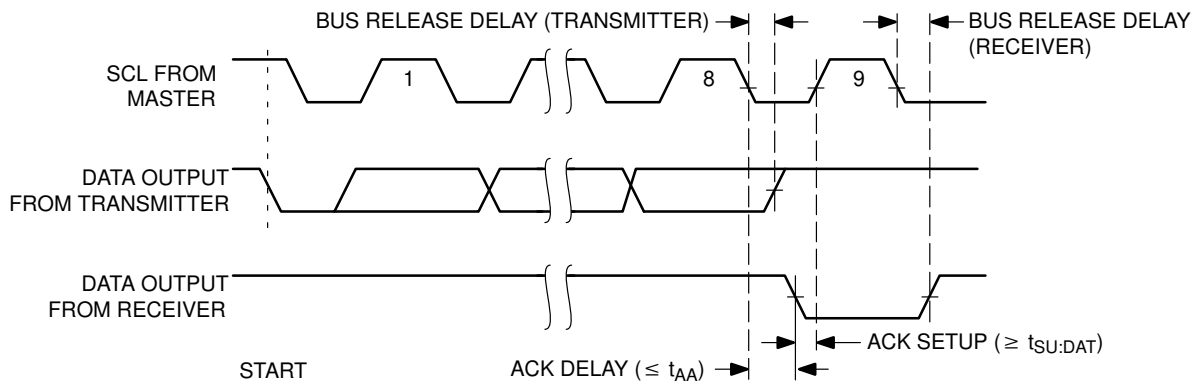 BUS RELEASE DELAY (TRANSMITTER)
BUS RELEASE DELAY
(RECEIVER)
SCL FROM
MASTER
1
8
9
DATA OUTPUT
FROM TRANSMITTER
DATA OUTPUT
FROM RECEIVER
START
ACK DELAY (≤ tAA)
ACK SETUP (≥ tSU:DAT)